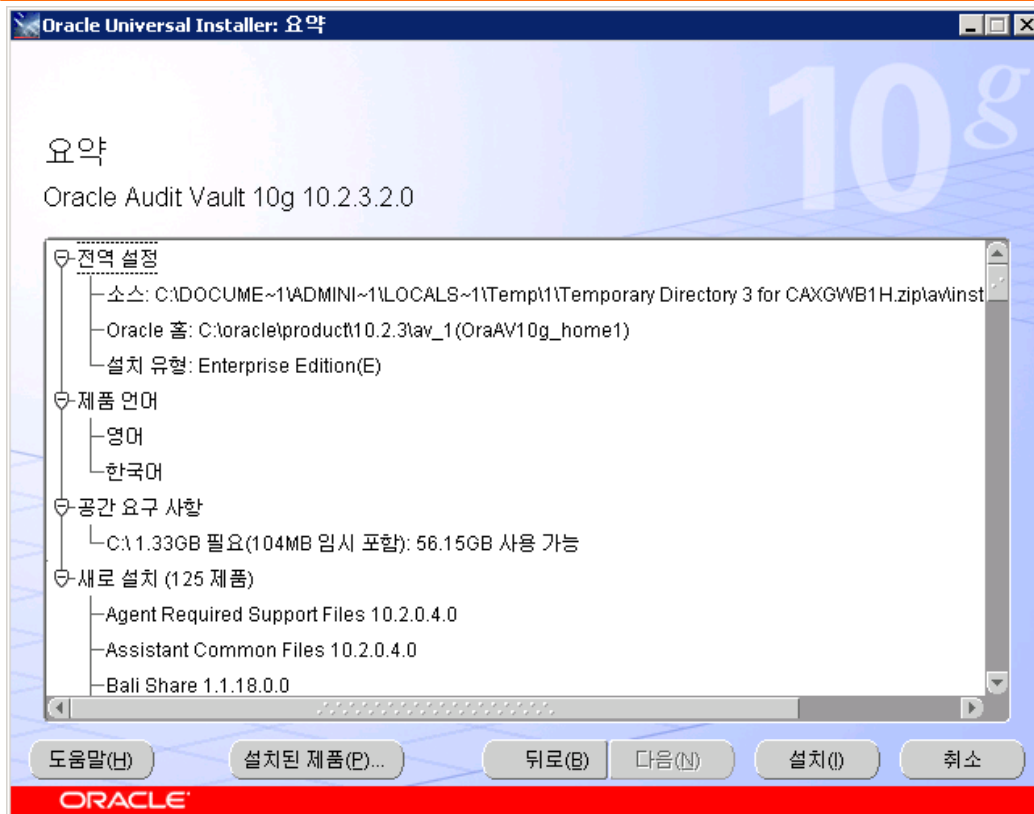 Oracle Universal Installer: 요약
10g
요약
Oracle Audit Vault 10g 10.2.3.2.0
전역 설정
소스: C:\DOCUME~1\ADMINI~1\LOCALS~1\Temp\1\Temporary Directory 3 for CAXGWB1H.zip\av\inst
Oracle 홈: C:\oracle\product\10.2.3\av_1(OraAV10g_home1)
설치 유형: Enterprise Edition(E)
제품 언어
영어
한국어
공간 요구 사항
C:\ 1.33GB 필요(104MB 임시 포함): 56.15GB 사용 가능
새로 설치 (125 제품)
Agent Required Support Files 10.2.0.4.0
Assistant Common Files 10.2.0.4.0
Bali Share 1.1.18.0.0
도움말(H) 설치된 제품(P)... 뒤로(B) 다음(N) 설치(I) 취소
ORACLE